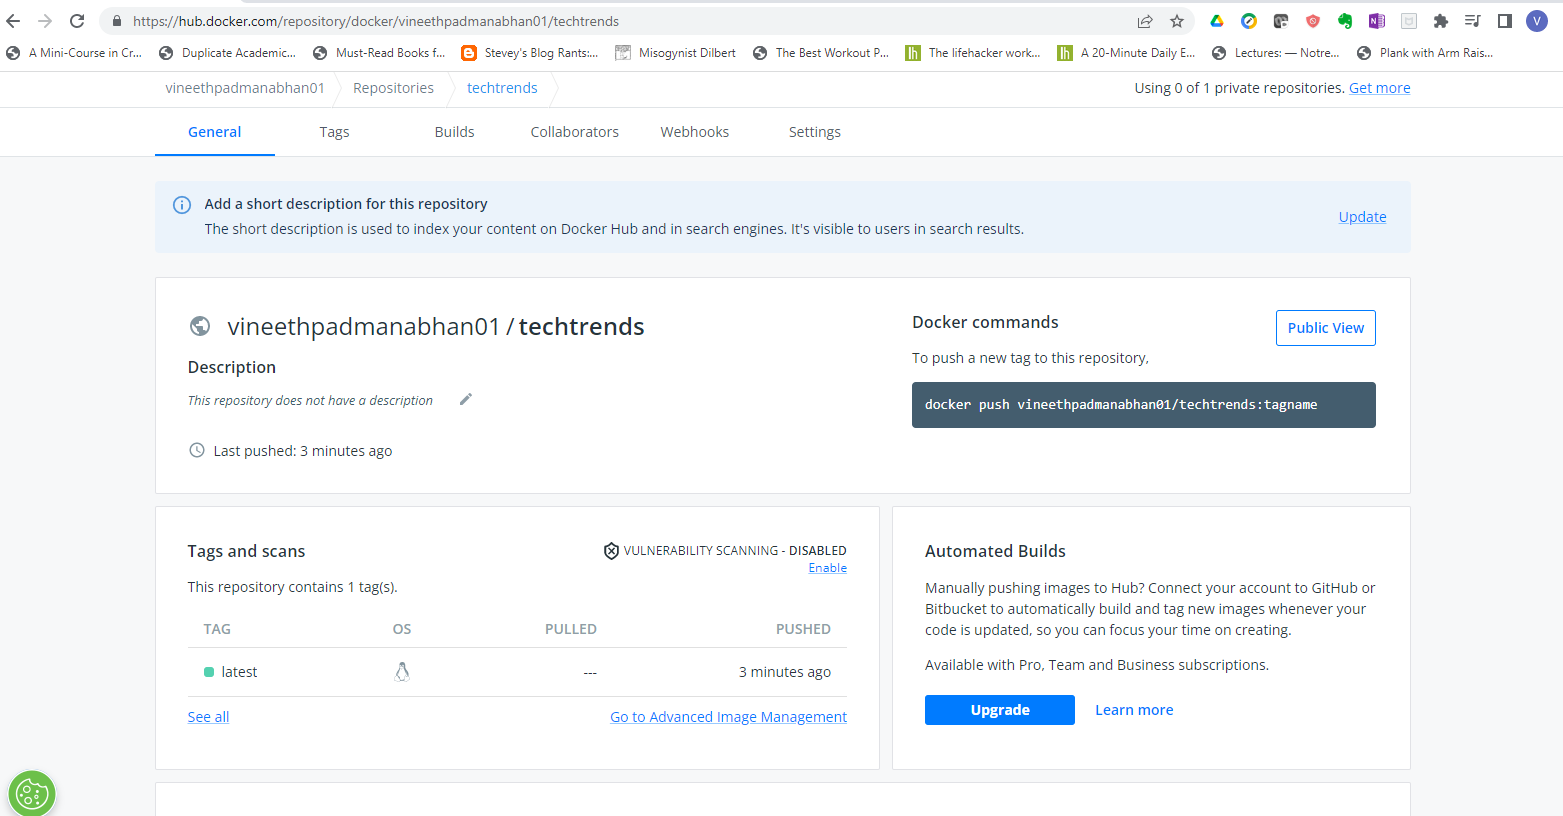 https://hub.docker.com/repository/docker/vineethpadmanabhan01/techtrends
V
A Mini-Course in Cr... Duplicate Academic... Must-Read Books f... Stevey's Blog Rants:... Misogynist Dilbert The Best Workout P... The lifehacker work... A 20-Minute Daily E... Lectures: — Notre... Plank with Arm Rais...
vineethpadmanabhan01 Repositories techtrends Using 0 of 1 private repositories. Get more
General Tags Builds Collaborators Webhooks Settings
Add a short description for this repository
The short description is used to index your content on Docker Hub and in search engines. It's visible to users in search results.
Update
vineethpadmanabhan01 / techtrends
Description
This repository does not have a description
Last pushed: 3 minutes ago
Docker commands
Public View
To push a new tag to this repository,
docker push vineethpadmanabhan01/techtrends:tagname
Tags and scans
VULNERABILITY SCANNING - DISABLED
Enable
This repository contains 1 tag(s).
TAG OS PULLED PUSHED
latest --- 3 minutes ago
See all Go to Advanced Image Management
Automated Builds
Manually pushing images to Hub? Connect your account to GitHub or
Bitbucket to automatically build and tag new images whenever your
code is updated, so you can focus your time on creating.
Available with Pro, Team and Business subscriptions.
Upgrade Learn more